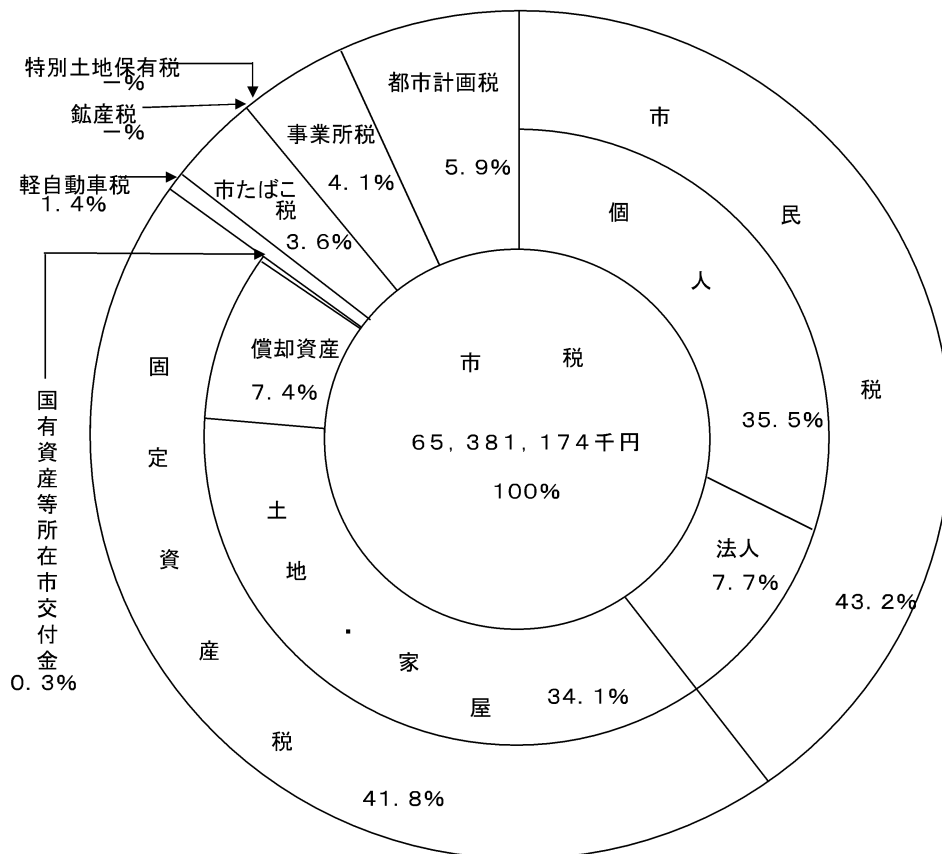 特別土地保有税
－%
鉱産税
－%
軽自動車税
1.4%
市たばこ
税
3.6%
事業所税
4.1%
都市計画税
5.9%
市民税
43.2%
個人
35.5%
法人
7.7%
市税
65,381,174千円
100%
償却資産
7.4%
土地・家屋
34.1%
固定資産税
41.8%
国有資産等所在市交付金
0.3%